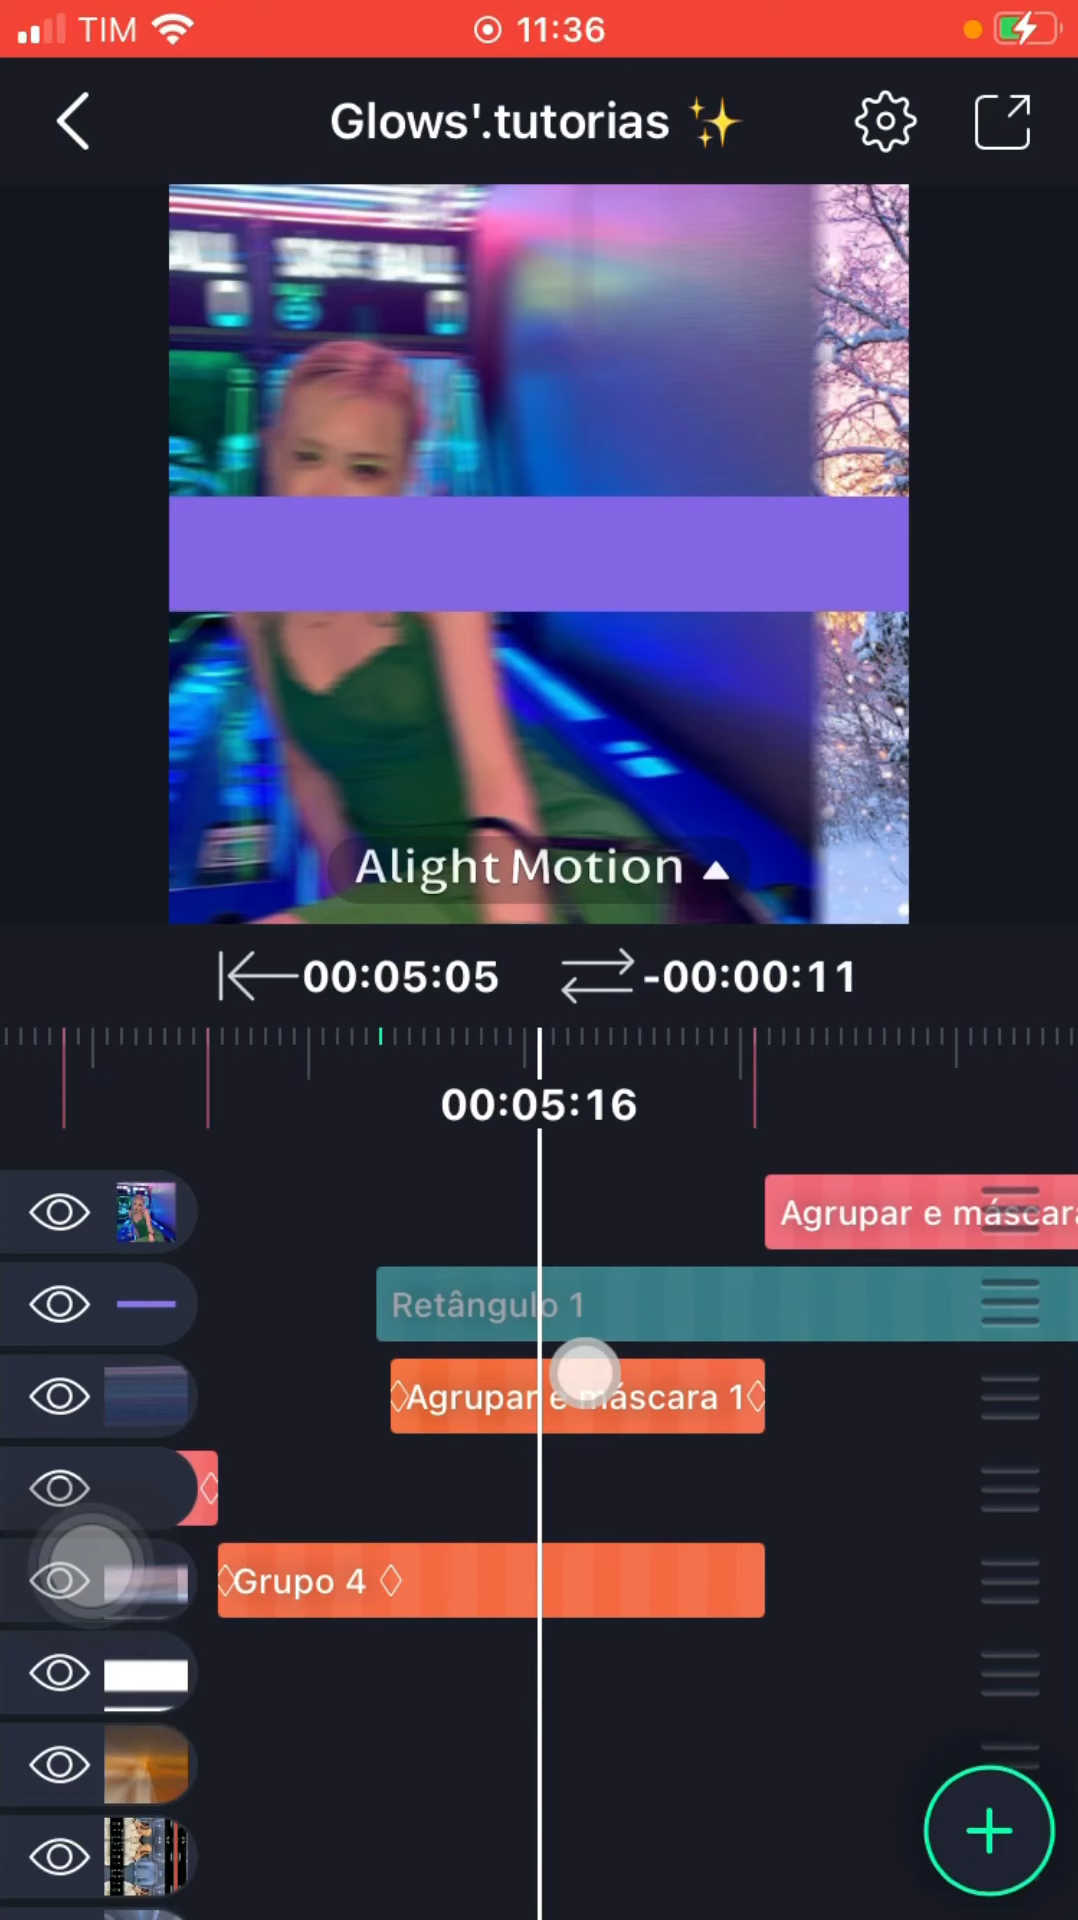 TIM 11:36
Glows'.tutorias ✨
Alight Motion
00:05:05 -00:00:11
00:05:16
Agrupar e máscara
Retângulo 1
Agrupar e máscara 1
Grupo 4